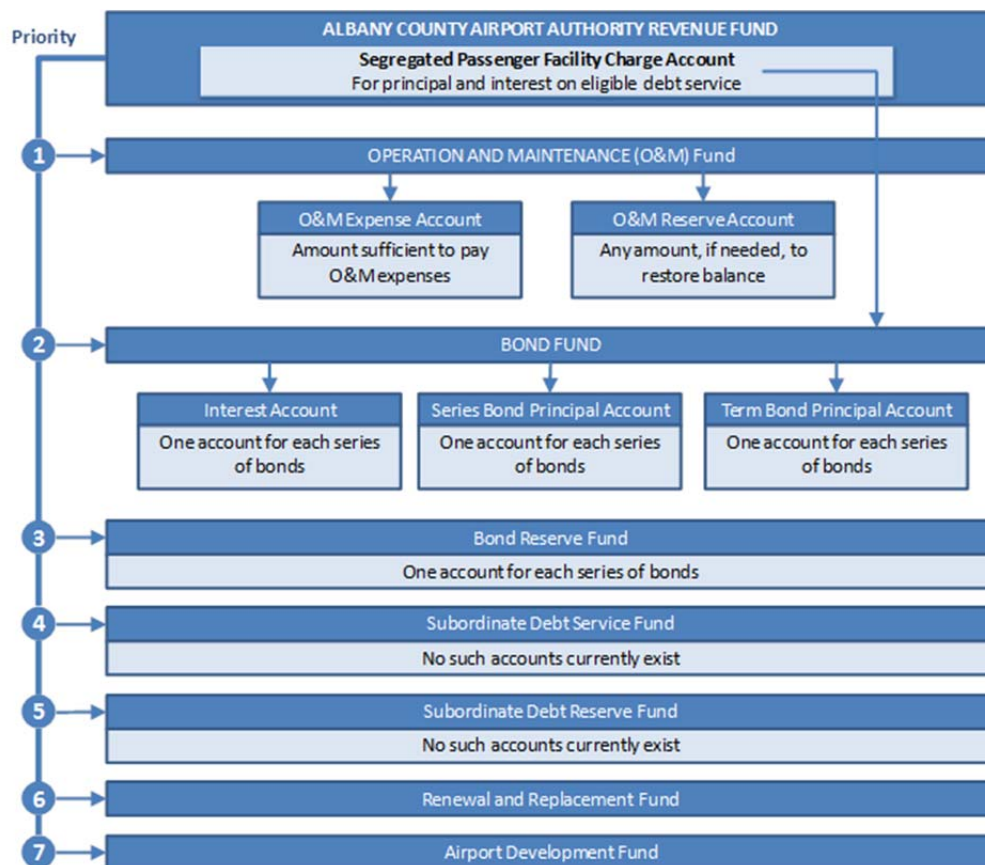 Priority
ALBANY COUNTY AIRPORT AUTHORITY REVENUE FUND
Segregated Passenger Facility Charge Account
For principal and interest on eligible debt service
1
OPERATION AND MAINTENANCE (O&M) Fund
O&M Expense Account
Amount sufficient to pay
O&M expenses
O&M Reserve Account
Any amount, if needed, to
restore balance
2
BOND FUND
Interest Account
One account for each series
of bonds
Series Bond Principal Account
One account for each series
of bonds
Term Bond Principal Account
One account for each series
of bonds
3
Bond Reserve Fund
One account for each series of bonds
4
Subordinate Debt Service Fund
No such accounts currently exist
5
Subordinate Debt Reserve Fund
No such accounts currently exist
6
Renewal and Replacement Fund
7
Airport Development Fund